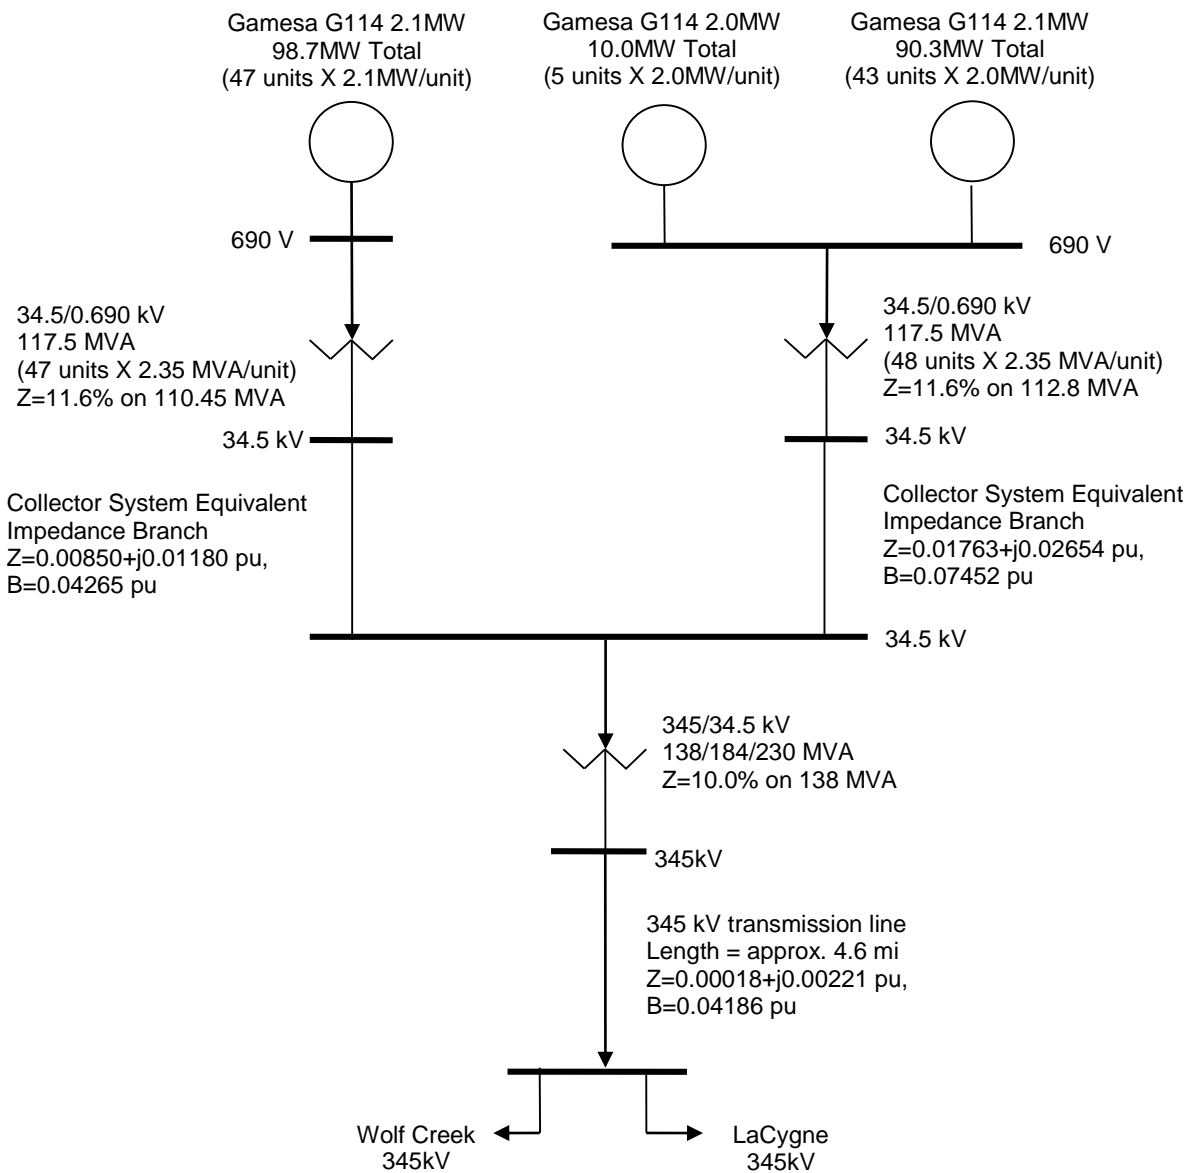 Gamesa G114 2.1MW
98.7MW Total
(47 units X 2.1MW/unit)
Gamesa G114 2.0MW
10.0MW Total
(5 units X 2.0MW/unit)
Gamesa G114 2.1MW
90.3MW Total
(43 units X 2.0MW/unit)
690 V
690 V
34.5/0.690 kV
117.5 MVA
(47 units X 2.35 MVA/unit)
Z=11.6% on 110.45 MVA
34.5/0.690 kV
117.5 MVA
(48 units X 2.35 MVA/unit)
Z=11.6% on 112.8 MVA
34.5 kV
34.5 kV
Collector System Equivalent
Impedance Branch
Z=0.00850+j0.01180 pu,
B=0.04265 pu
Collector System Equivalent
Impedance Branch
Z=0.01763+j0.02654 pu,
B=0.07452 pu
34.5 kV
345/34.5 kV
138/184/230 MVA
Z=10.0% on 138 MVA
345kV
345 kV transmission line
Length = approx. 4.6 mi
Z=0.00018+j0.00221 pu,
B=0.04186 pu
Wolf Creek
345kV
LaCygne
345kV